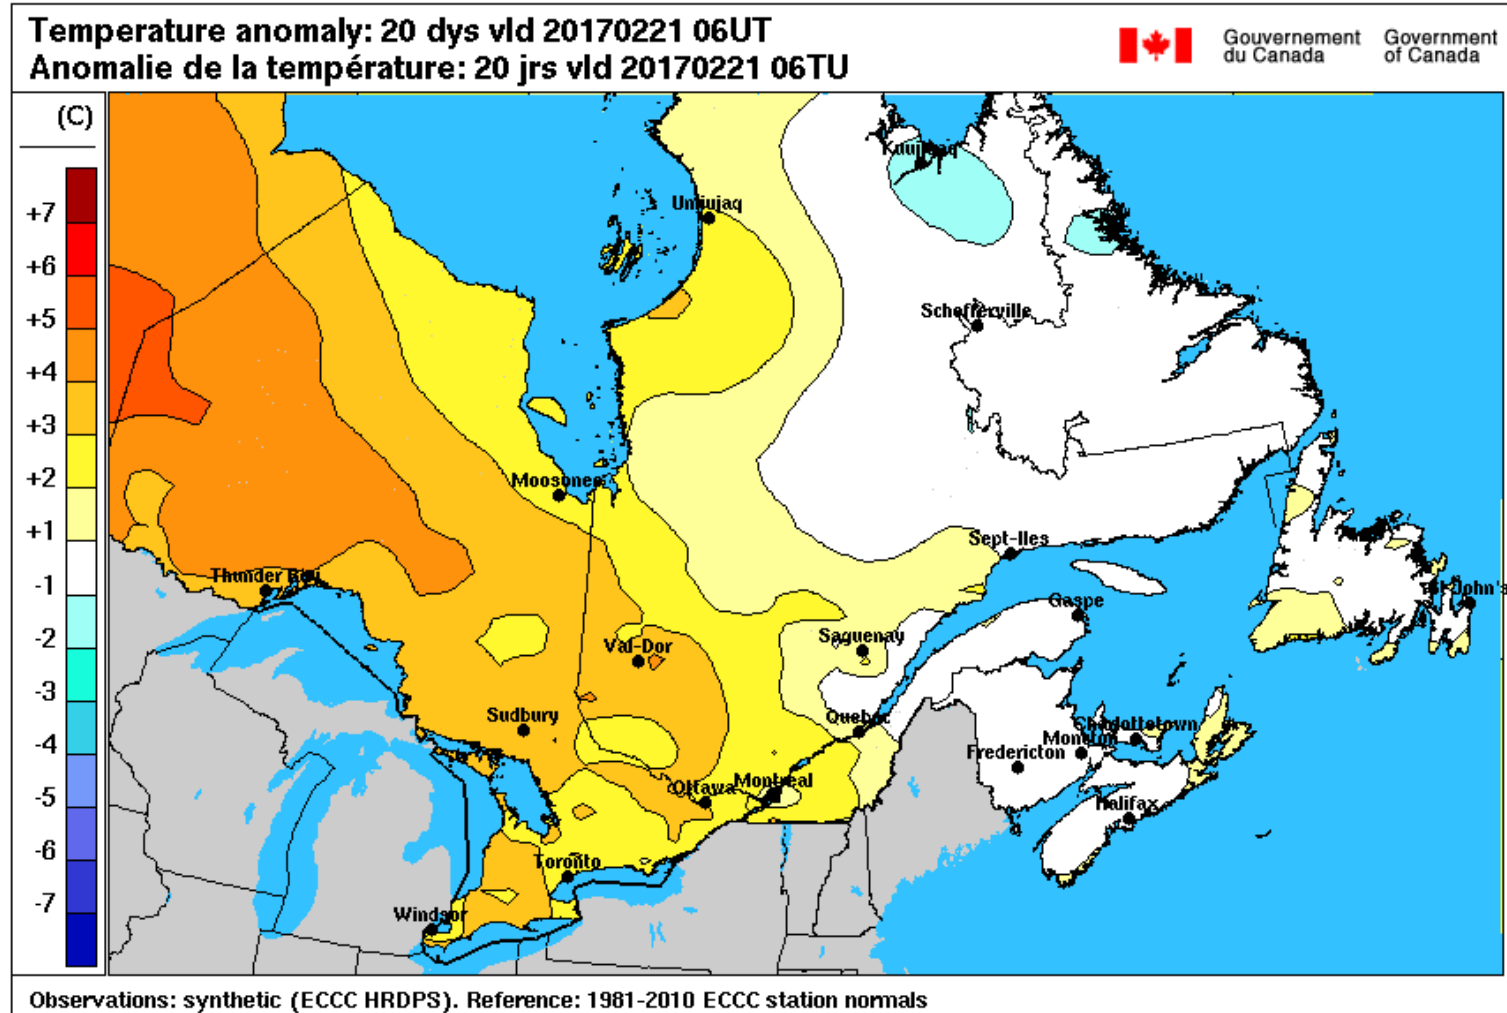 Temperature anomaly: 20 dys vld 20170221 06UT
Anomalie de la température: 20 jrs vld 20170221 06TU
Gouvernement du Canada
Government of Canada
(C)
+7
+6
+5
+4
+3
+2
+1
-1
-2
-3
-4
-5
-6
-7
Kuujjuaq
Umiujaq
Schefferville
Moosonee
Sept-Iles
Thunder Bay
Gaspe
St John's
Saguenay
Val-Dor
Sudbury
Quebec
Charlottetown
Moncton
Fredericton
Ottawa
Montreal
Halifax
Toronto
Windsor
Observations: synthetic (ECCC HRDPS). Reference: 1981-2010 ECCC station normals